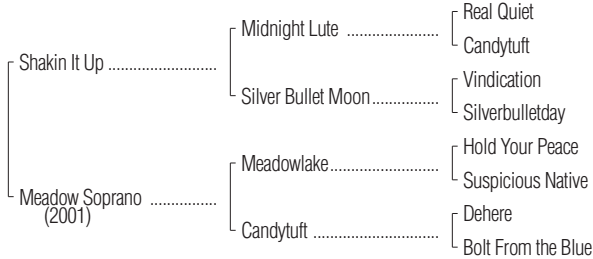 Real Quiet
Midnight Lute ......................
Candytuft
Shakin It Up ..........................
Vindication
Silver Bullet Moon................
Silverbulletday
Hold Your Peace
Meadowlake..........................
Suspicious Native
Meadow Soprano ................
(2001)
Dehere
Candytuft ..............................
Bolt From the Blue